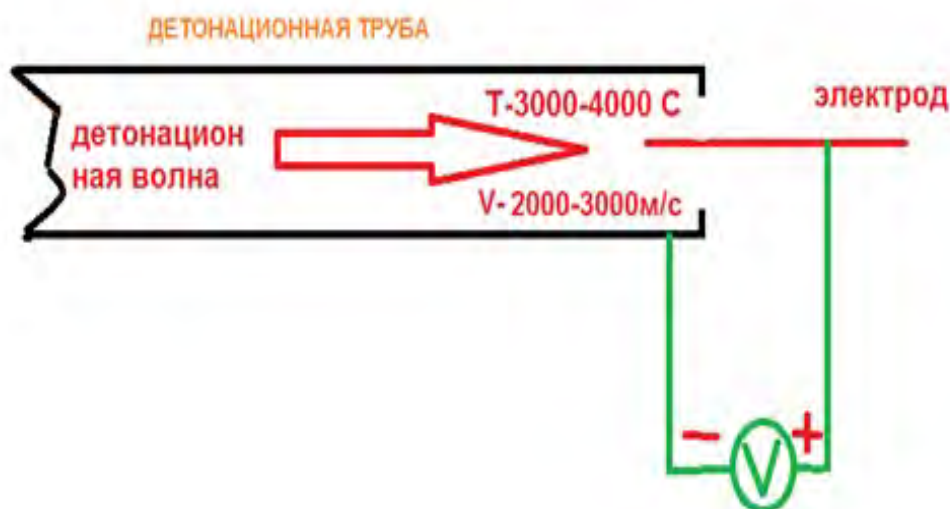 ДЕТОНАЦИОННАЯ ТРУБА
Т-3000-4000 С
электрод
детонацион
ная волна
V-2000-3000м/с
- V +